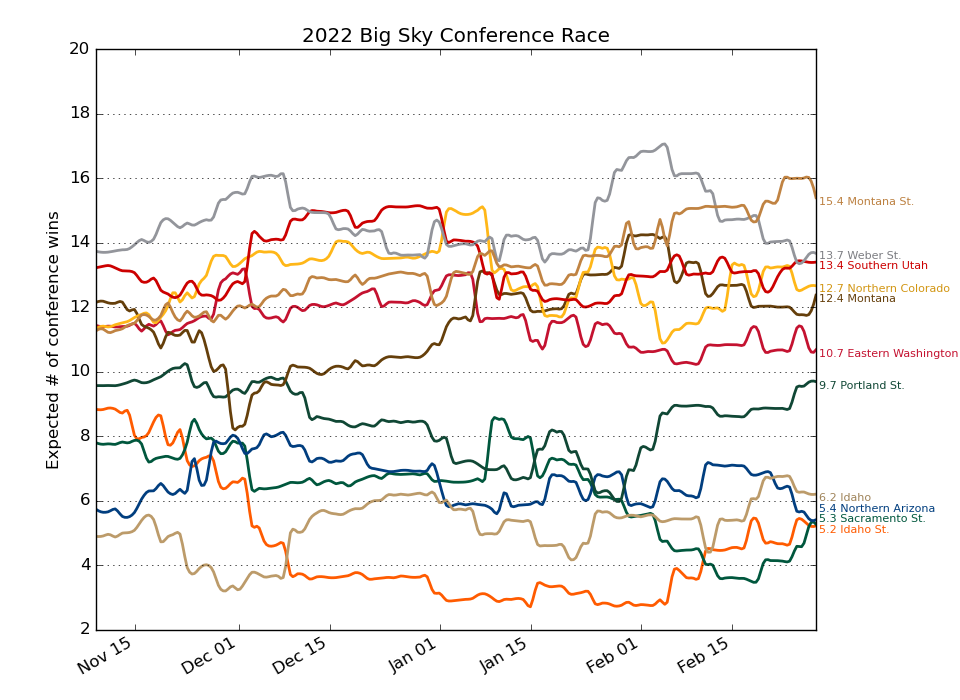 2022 Big Sky Conference Race
Expected # of conference wins
20
18
16
14
12
10
8
6
4
2
Nov 15
Dec 01
Dec 15
Jan 01
Jan 15
Feb 01
Feb 15
15.4 Montana St.
13.7 Weber St.
13.4 Southern Utah
12.7 Northern Colorado
12.4 Montana
10.7 Eastern Washington
9.7 Portland St.
6.2 Idaho
5.4 Northern Arizona
5.3 Sacramento St.
5.2 Idaho St.